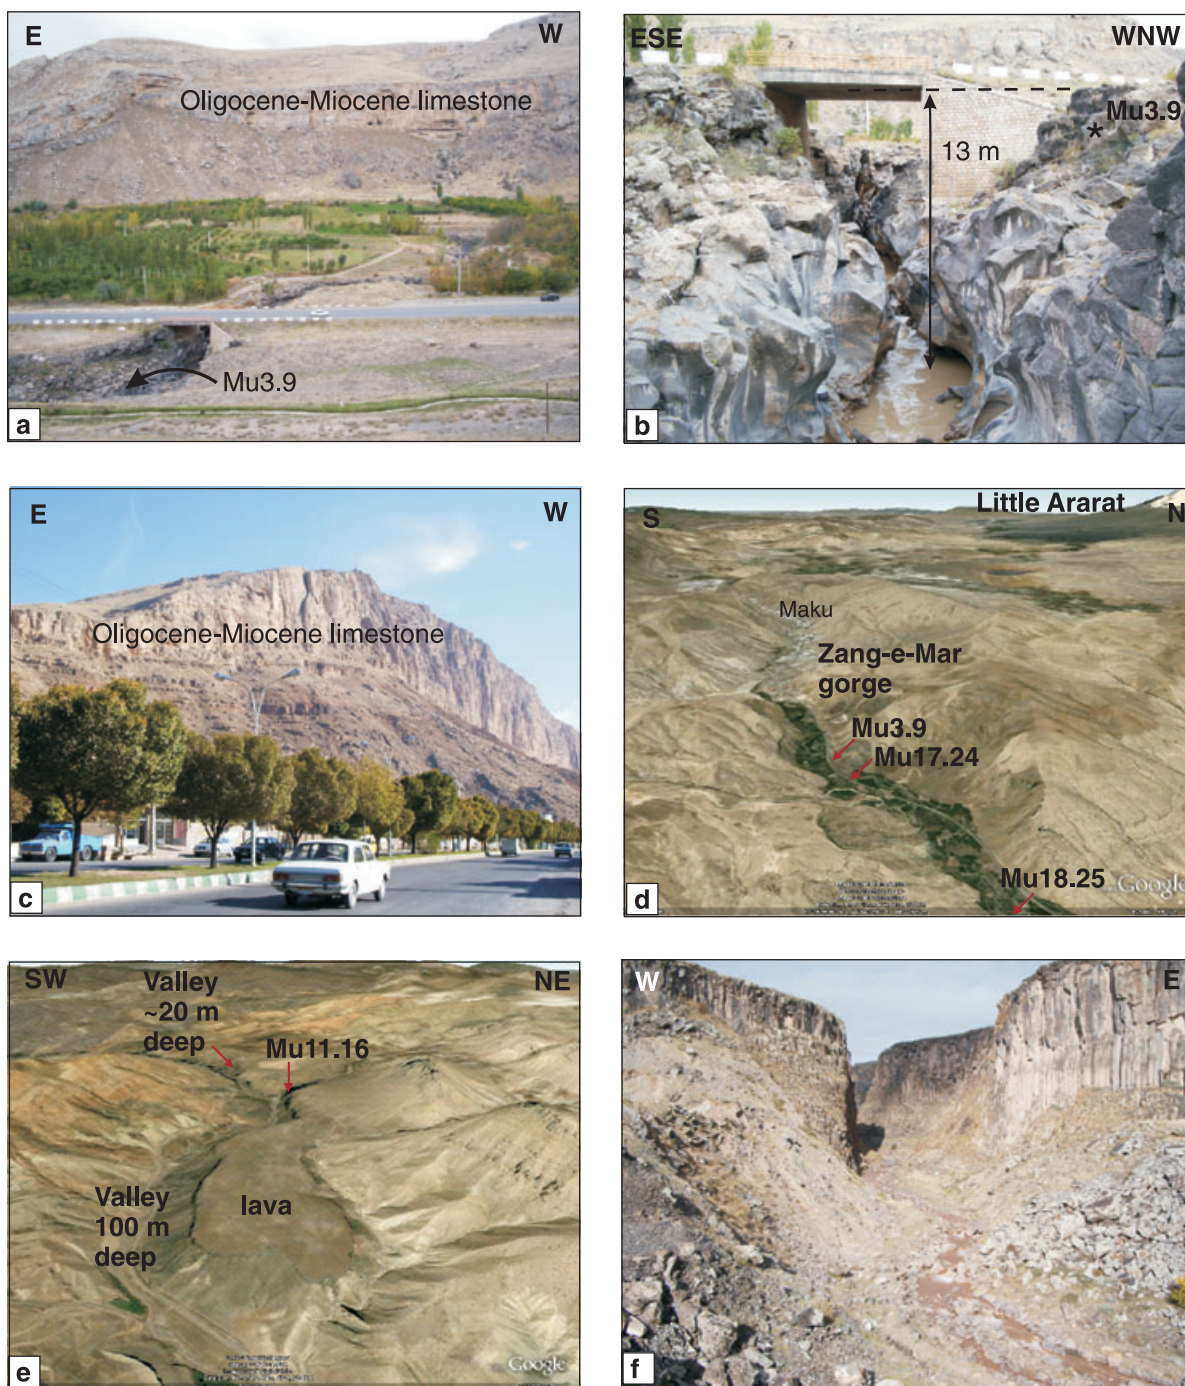 E
W
Oligocene-Miocene limestone
Mu3.9
a
ESE
WNW
Mu3.9
*
13 m
b
E
W
Oligocene-Miocene limestone
c
Little Ararat
S
N
Maku
Zang-e-Mar
gorge
Mu3.9
Mu17.24
Mu18.25
Google
d
SW
NE
Valley
~20 m
deep
Mu11.16
Valley
100 m
deep
lava
Google
e
W
E
f